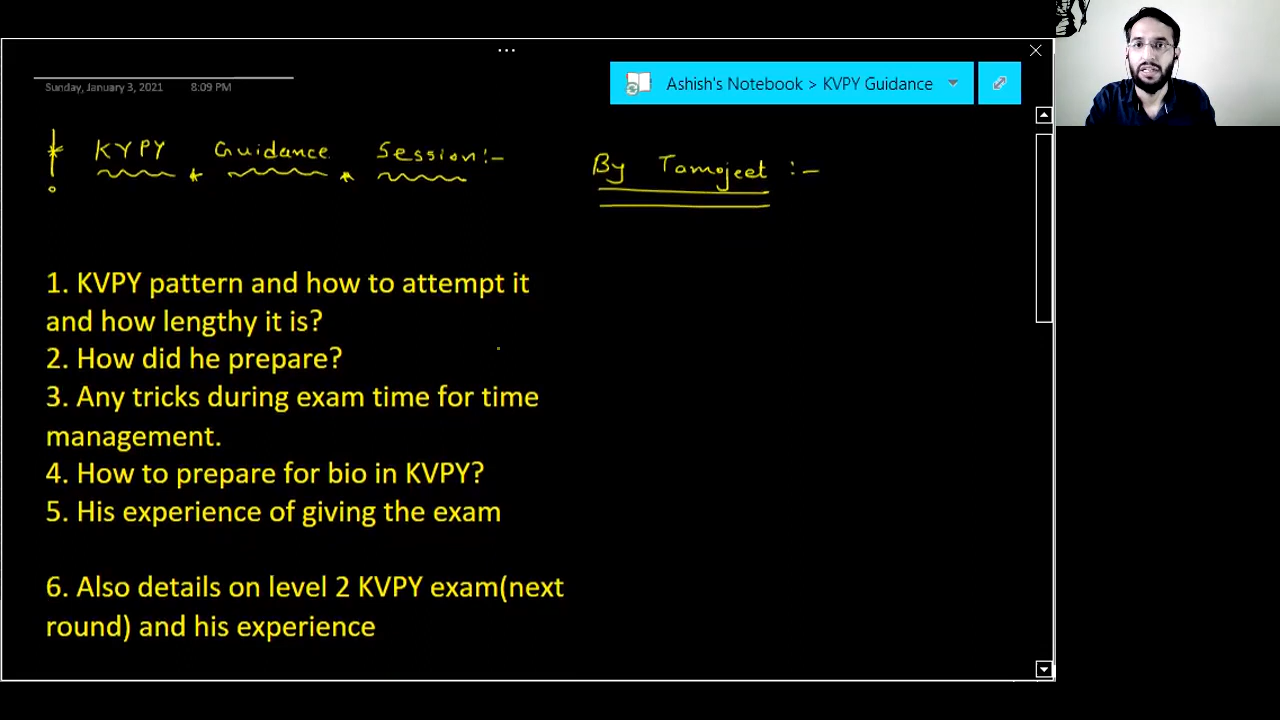 Sunday, January 3, 2021 8:09 PM
Ashish's Notebook > KVPY Guidance
KVPY Guidance Session:-
By Tamojeet :-
1. KVPY pattern and how to attempt it
and how lengthy it is?
2. How did he prepare?
3. Any tricks during exam time for time
management.
4. How to prepare for bio in KVPY?
5. His experience of giving the exam
6. Also details on level 2 KVPY exam(next
round) and his experience